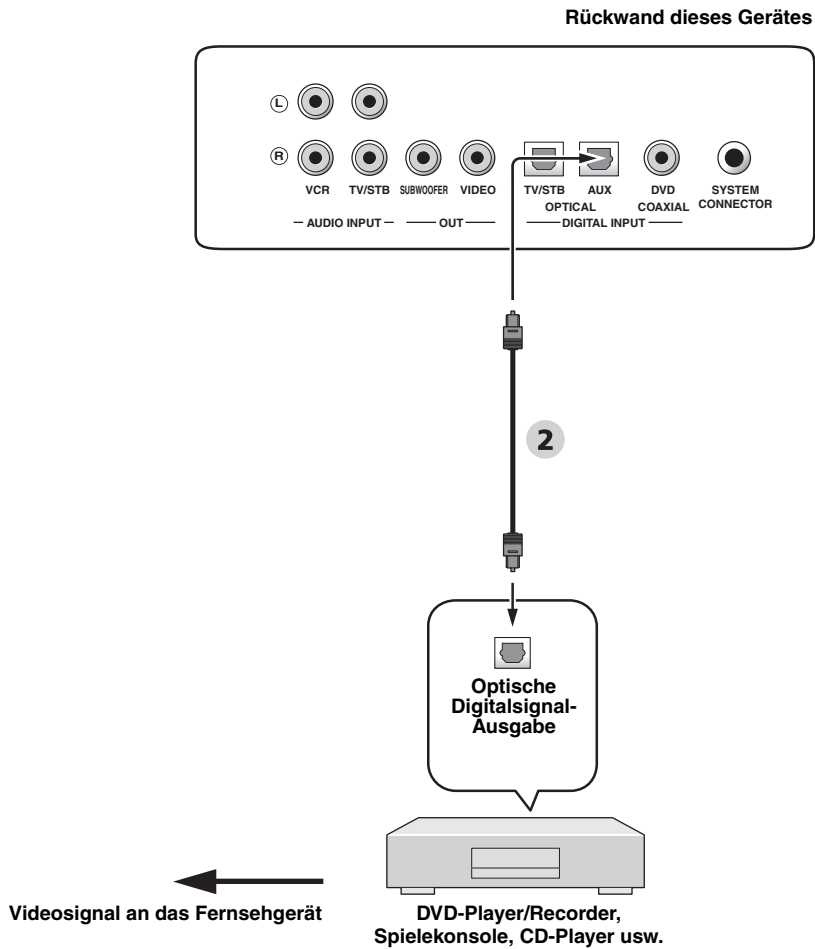 Rückwand dieses Gerätes
L
R
VCR TV/STB SUBWOOFER VIDEO TV/STB AUX DVD SYSTEM
OPTICAL COAXIAL CONNECTOR
AUDIO INPUT OUT DIGITAL INPUT
2
Optische
Digitalsignal-
Ausgabe
Videosignal an das Fernsehgerät
DVD-Player/Recorder,
Spielekonsole, CD-Player usw.